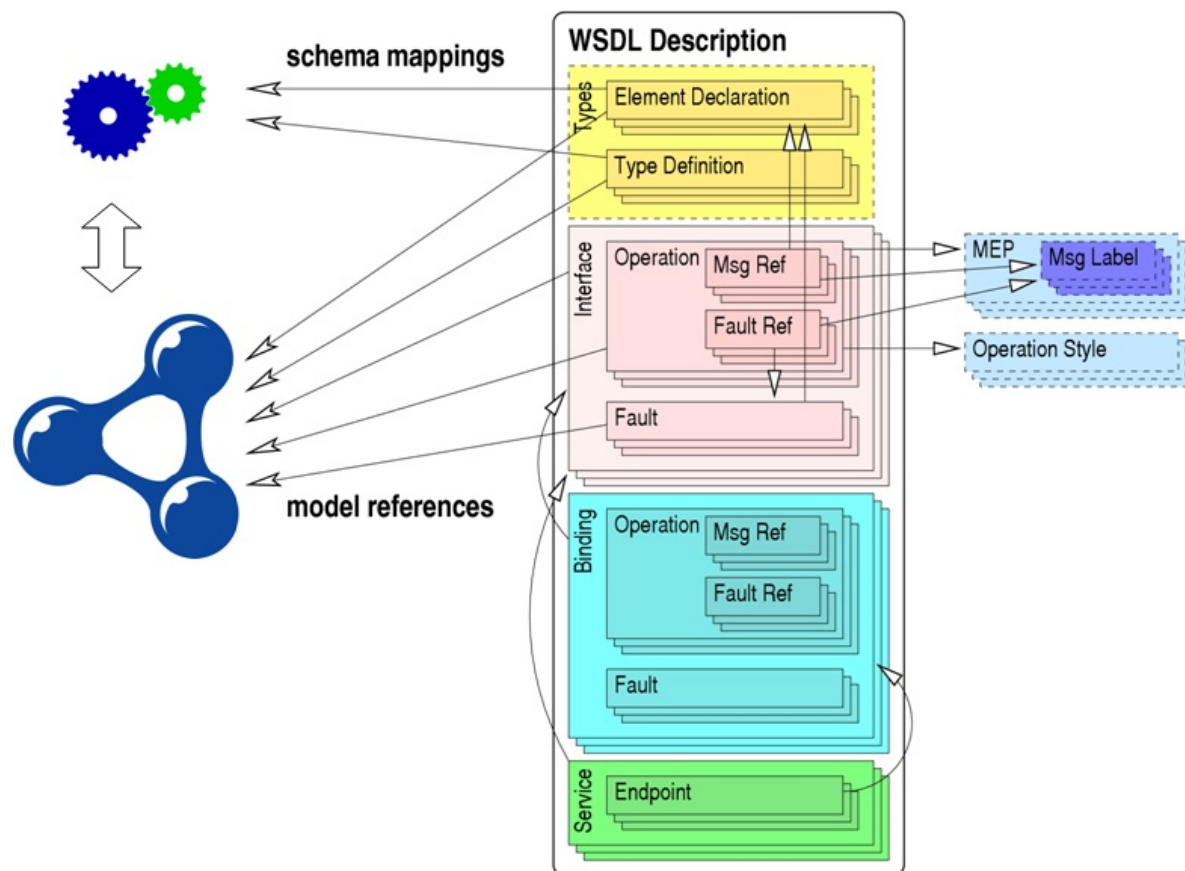 WSDL Description
schema mappings
Types
Element Declaration
Type Definition
Interface
Operation
Msg Ref
Fault Ref
Fault
MEP
Msg Label
Operation Style
model references
Binding
Operation
Msg Ref
Fault Ref
Fault
Service
Endpoint